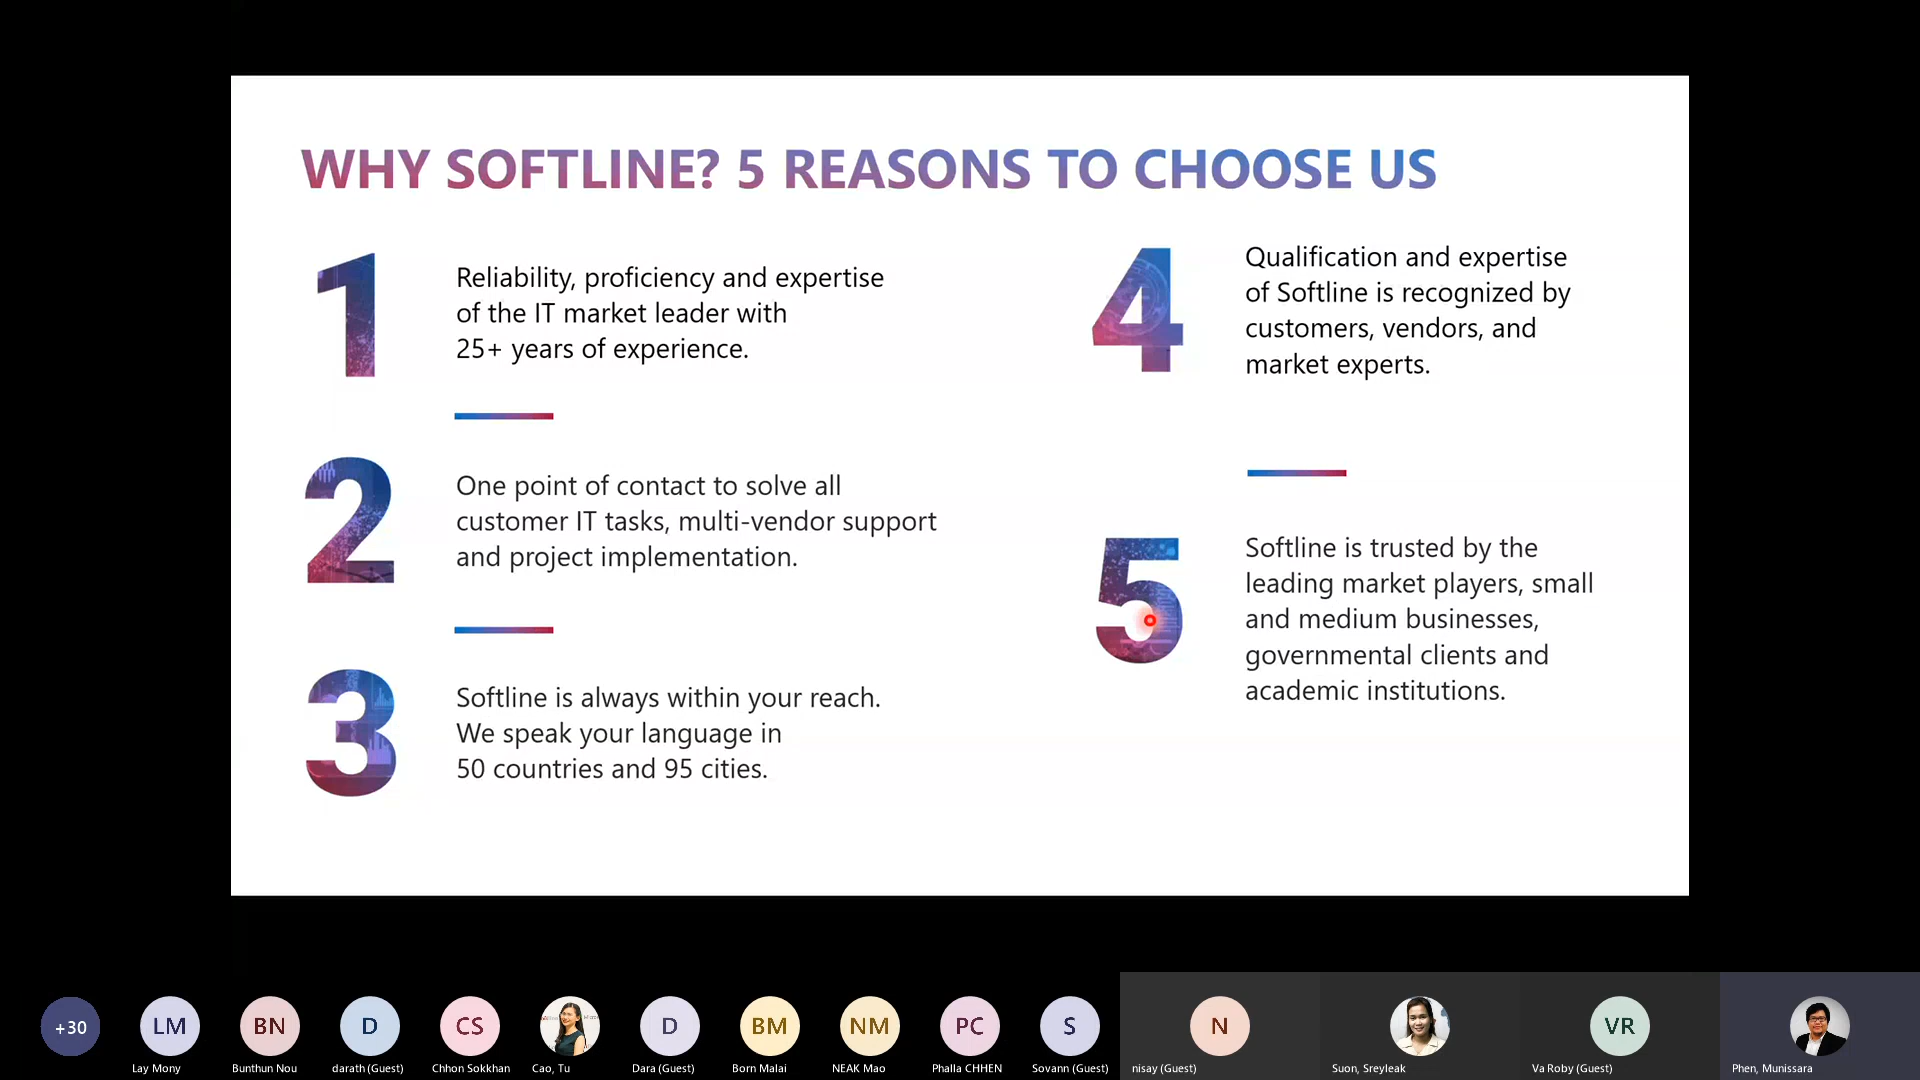 WHY SOFTLINE? 5 REASONS TO CHOOSE US
1
Reliability, proficiency and expertise
of the IT market leader with
25+ years of experience.
2
One point of contact to solve all
customer IT tasks, multi-vendor support
and project implementation.
3
Softline is always within your reach.
We speak your language in
50 countries and 95 cities.
4
Qualification and expertise
of Softline is recognized by
customers, vendors, and
market experts.
5
Softline is trusted by the
leading market players, small
and medium businesses,
governmental clients and
academic institutions.
+30
LM
BN
D
CS
D
BM
NM
PC
S
N
VR
Lay Mony
Bunthun Nou
darath (Guest)
Chhon Sokkhan
Cao, Tu
Dara (Guest)
Born Malai
NEAK Mao
Phalla CHHEN
Sovann (Guest)
nisay (Guest)
Suon, Sreyleak
Va Roby (Guest)
Phen, Munissara